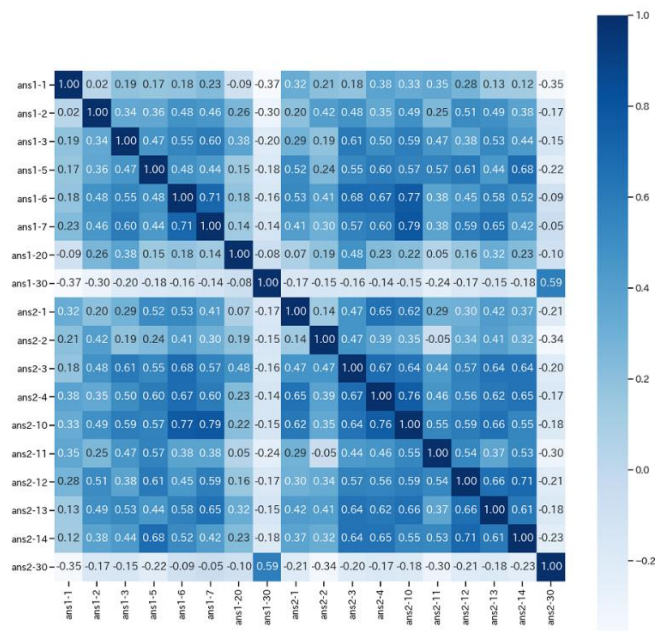 1.0
ans1-1 1.00 0.02 0.19 0.17 0.18 0.23 -0.09 -0.37 0.32 0.21 0.18 0.38 0.33 0.35 0.28 0.13 0.12 -0.35
ans1-2 0.02 1.00 0.34 0.36 0.48 0.46 0.26 -0.30 0.20 0.42 0.48 0.35 0.49 0.25 0.51 0.49 0.38 -0.17
0.8
ans1-3 0.19 0.34 1.00 0.47 0.55 0.60 0.38 -0.20 0.29 0.19 0.61 0.50 0.59 0.47 0.38 0.53 0.44 -0.15
ans1-5 0.17 0.36 0.47 1.00 0.48 0.44 0.15 -0.18 0.52 0.24 0.55 0.60 0.57 0.57 0.61 0.44 0.68 -0.22
ans1-6 0.18 0.48 0.55 0.48 1.00 0.71 0.18 -0.16 0.53 0.41 0.68 0.67 0.77 0.38 0.45 0.58 0.52 -0.09
0.6
ans1-7 0.23 0.46 0.60 0.44 0.71 1.00 0.14 -0.14 0.41 0.30 0.57 0.60 0.79 0.38 0.59 0.65 0.42 -0.05
ans1-20 -0.09 0.26 0.38 0.15 0.18 0.14 1.00 -0.08 0.07 0.19 0.48 0.23 0.22 0.05 0.16 0.32 0.23 -0.10
ans1-30 -0.37 -0.30 -0.20 -0.18 -0.16 -0.14 -0.08 1.00 -0.17 -0.15 -0.16 -0.14 -0.15 -0.24 -0.17 -0.15 -0.18 0.59
0.4
ans2-1 0.32 0.20 0.29 0.52 0.53 0.41 0.07 -0.17 1.00 0.14 0.47 0.65 0.62 0.29 0.30 0.42 0.37 -0.21
ans2-2 0.21 0.42 0.19 0.24 0.41 0.30 0.19 -0.15 0.14 1.00 0.47 0.39 0.35 -0.05 0.34 0.41 0.32 -0.34
0.2
ans2-3 0.18 0.48 0.61 0.55 0.68 0.57 0.48 -0.16 0.47 0.47 1.00 0.67 0.64 0.44 0.57 0.64 0.64 -0.20
ans2-4 0.38 0.35 0.50 0.60 0.67 0.60 0.23 -0.14 0.65 0.39 0.67 1.00 0.76 0.46 0.56 0.62 0.65 -0.17
ans2-10 0.33 0.49 0.59 0.57 0.77 0.79 0.22 -0.15 0.62 0.35 0.64 0.76 1.00 0.55 0.59 0.66 0.55 -0.18
0.0
ans2-11 0.35 0.25 0.47 0.57 0.38 0.38 0.05 -0.24 0.29 -0.05 0.44 0.46 0.55 1.00 0.54 0.37 0.53 -0.30
ans2-12 0.28 0.51 0.38 0.61 0.45 0.59 0.16 -0.17 0.30 0.34 0.57 0.56 0.59 0.54 1.00 0.66 0.71 -0.21
ans2-13 0.13 0.49 0.53 0.44 0.58 0.65 0.32 -0.15 0.42 0.41 0.64 0.62 0.66 0.37 0.66 1.00 0.61 -0.18
ans2-14 0.12 0.38 0.44 0.68 0.52 0.42 0.23 -0.18 0.37 0.32 0.64 0.65 0.55 0.53 0.71 0.61 1.00 -0.23
-0.2
ans2-30 -0.35 -0.17 -0.15 -0.22 -0.09 -0.05 -0.10 0.59 -0.21 -0.34 -0.20 -0.17 -0.18 -0.30 -0.21 -0.18 -0.23 1.00
ans1-1 ans1-2 ans1-3 ans1-5 ans1-6 ans1-7 ans1-20 ans1-30 ans2-1 ans2-2 ans2-3 ans2-4 ans2-10 ans2-11 ans2-12 ans2-13 ans2-14 ans2-30